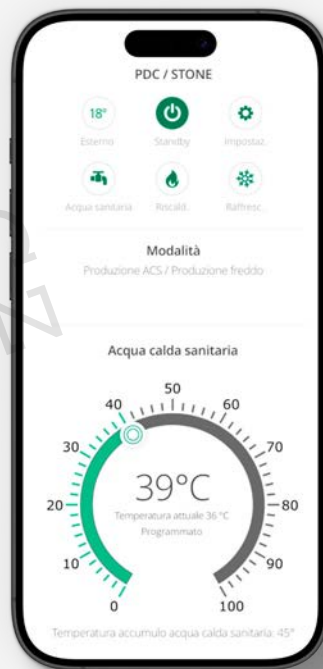 PDC / STONE
18°
Esterno Standby Impostaz.
Acqua sanitaria Riscald. Raffresc.
Modalità
Produzione ACS / Produzione freddo
Acqua calda sanitaria
50
40 60
30 70
39°C
Temperatura attuale 36 °C
20 80
Programmato
10 90
0 100
Temperatura accumulo acqua calda sanitaria: 45°